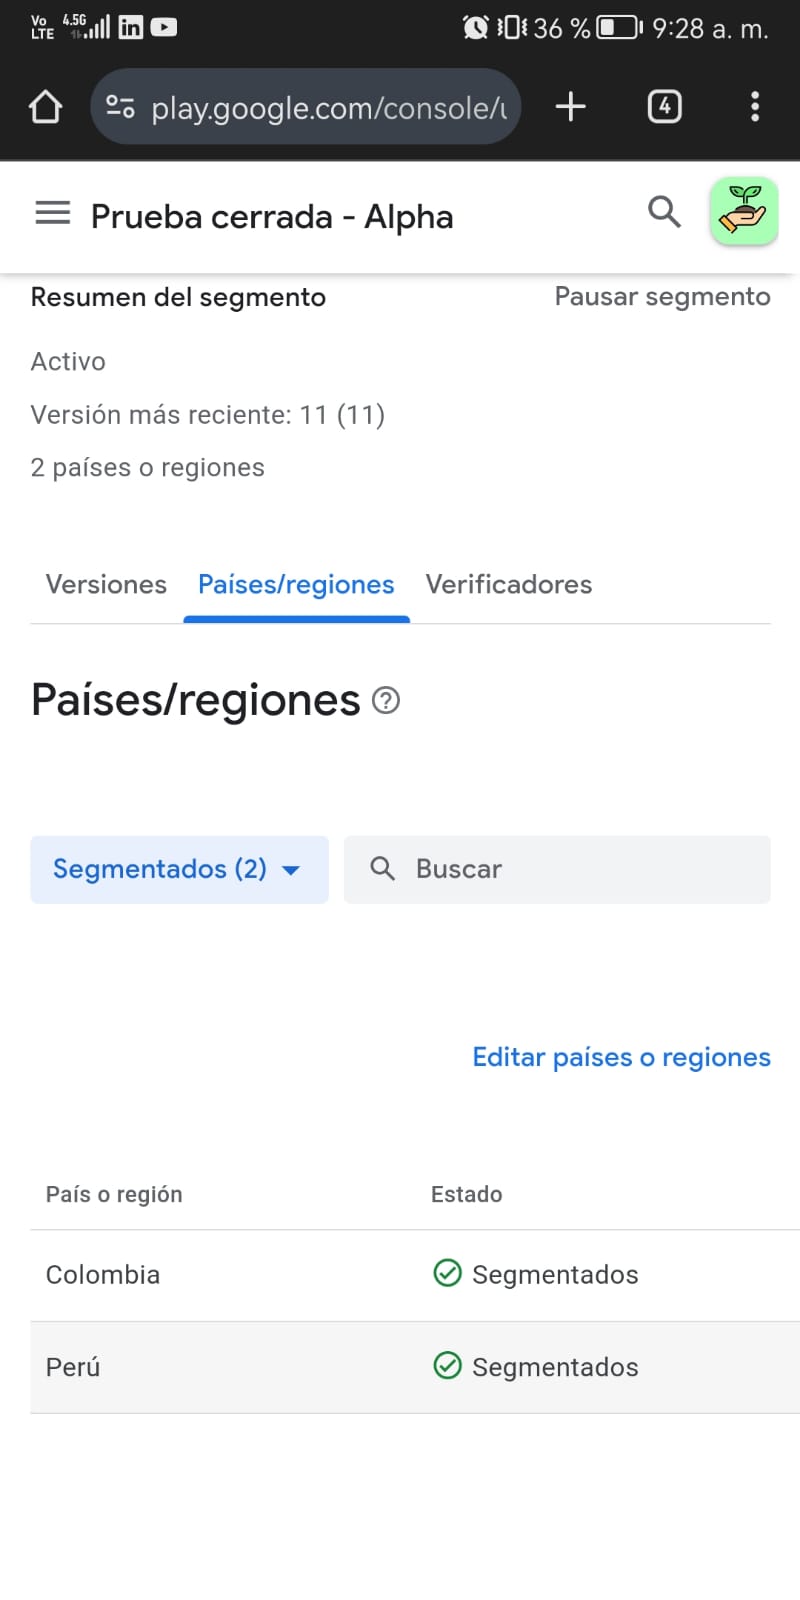 Vo LTE 4.5G 36 % 9:28 a. m.
play.google.com/console/u 4
Prueba cerrada - Alpha
Resumen del segmento Pausar segmento
Activo
Versión más reciente: 11 (11)
2 países o regiones
Versiones Países/regiones Verificadores
Países/regiones
Segmentados (2) Buscar
Editar países o regiones
País o región Estado
Colombia Segmentados
Perú Segmentados